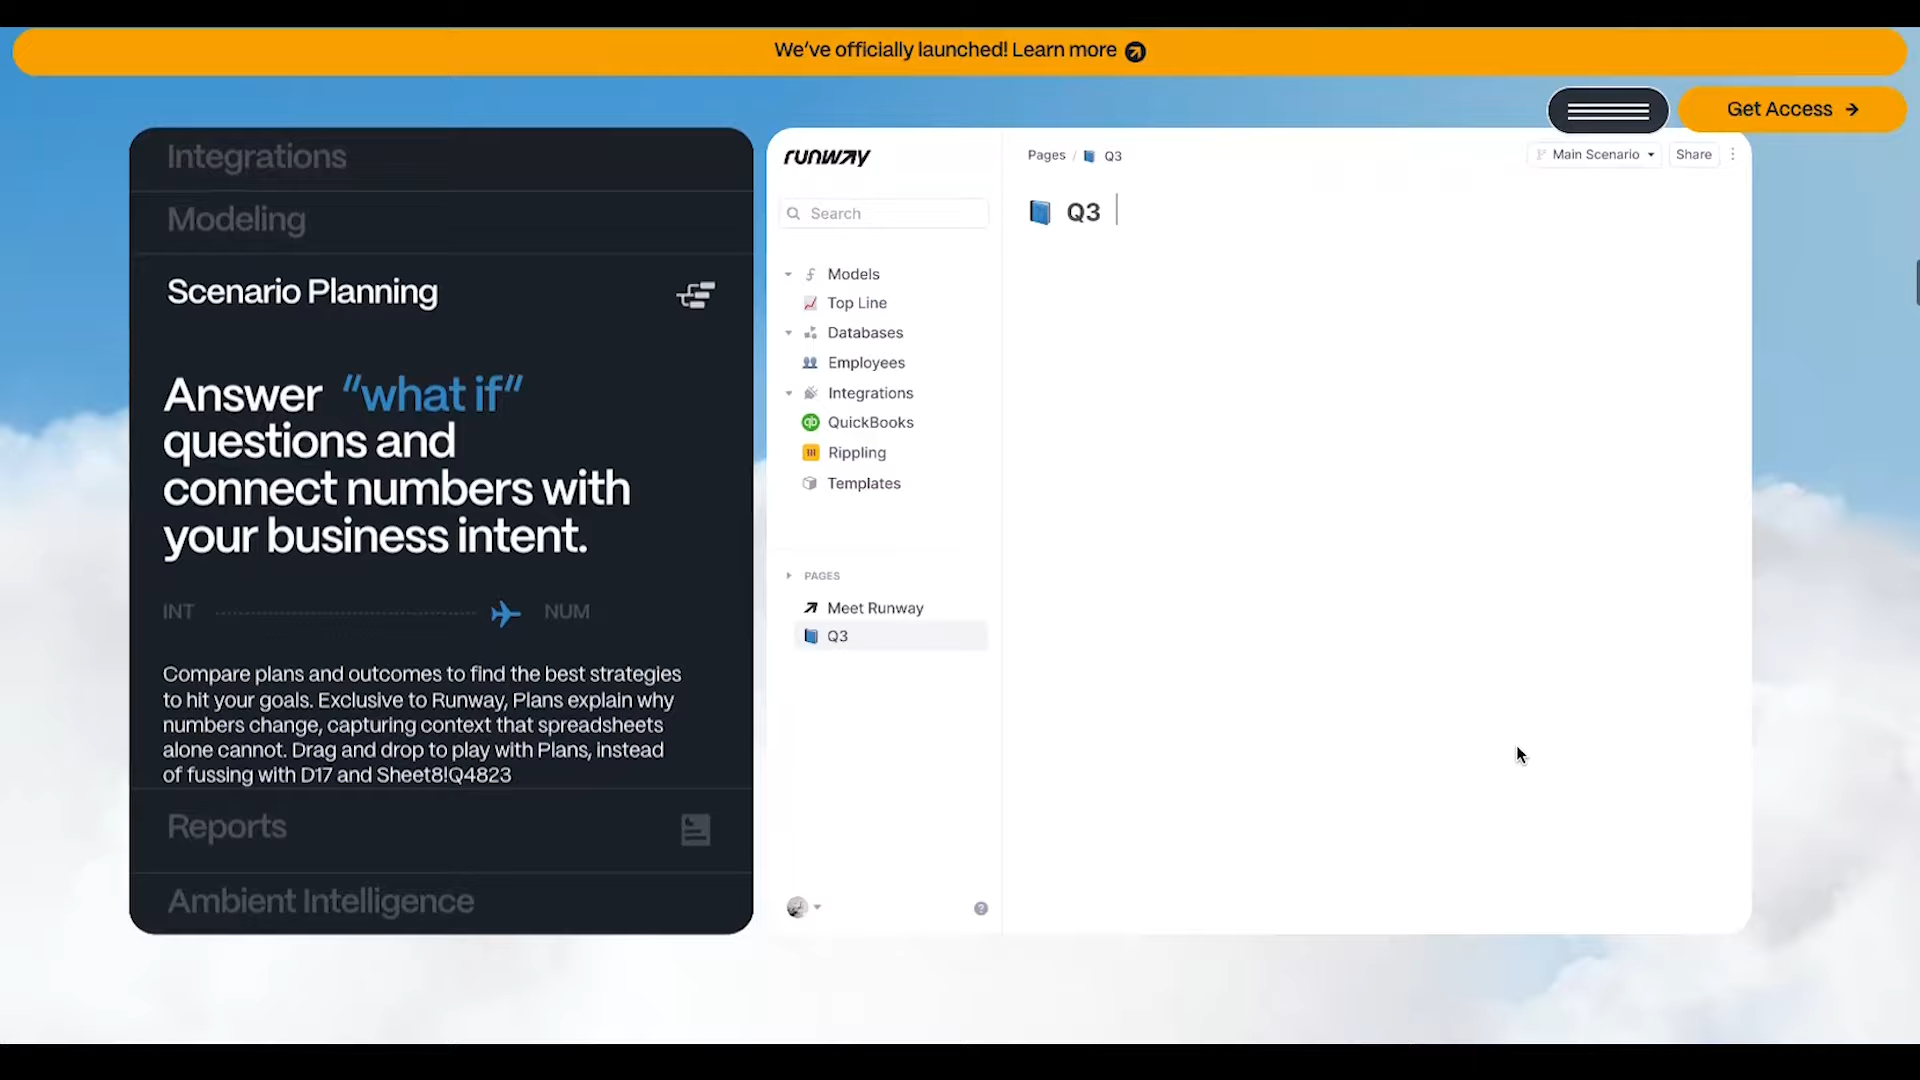 We've officially launched! Learn more
Get Access
Integrations
Modeling
Scenario Planning
Answer "what if"
questions and
connect numbers with
your business intent.
INT NUM
Compare plans and outcomes to find the best strategies
to hit your goals. Exclusive to Runway, Plans explain why
numbers change, capturing context that spreadsheets
alone cannot. Drag and drop to play with Plans, instead
of fussing with D17 and Sheet8!Q4823
Reports
Ambient Intelligence
runway
Search
Models
Top Line
Databases
Employees
Integrations
qb QuickBooks
Rippling
Templates
PAGES
Meet Runway
Q3
?
Pages / Q3
Main Scenario
Share
Q3